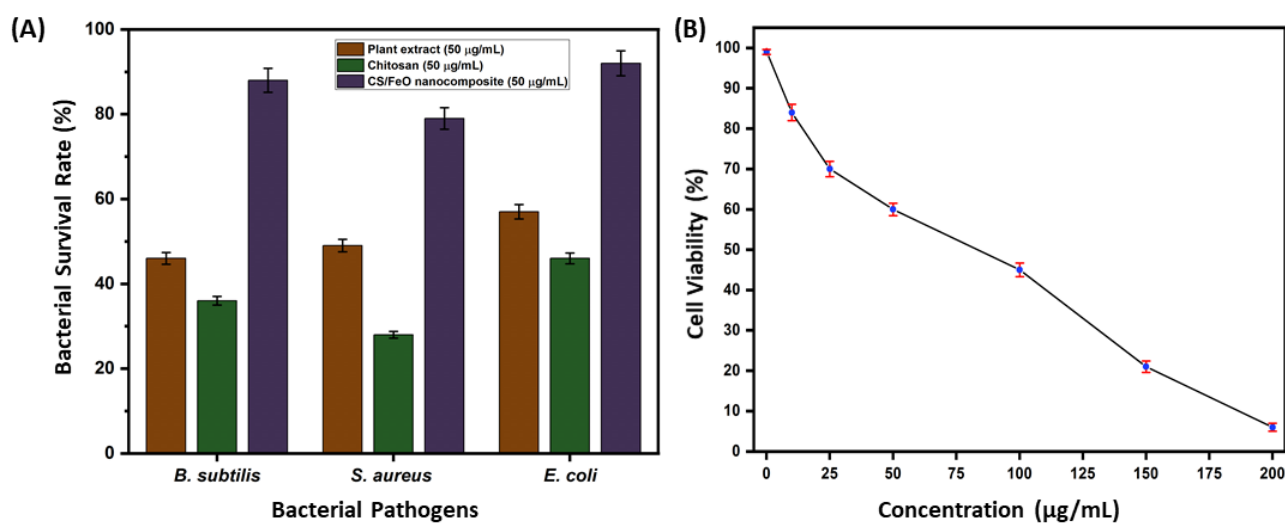 (A)
Bacterial Survival Rate (%)
100
80
60
40
20
0
Plant extract (50 µg/mL)
Chitosan (50 µg/mL)
CS/FeO nanocomposite (50 µg/mL)
B. subtilis
S. aureus
E. coli
Bacterial Pathogens
(B)
Cell Viability (%)
100
90
80
70
60
50
40
30
20
10
0
0
25
50
75
100
125
150
175
200
Concentration (µg/mL)